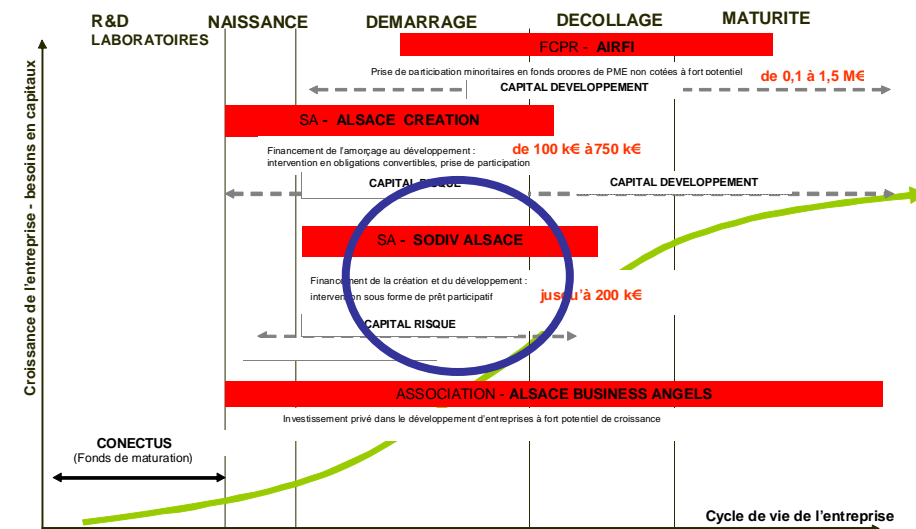 R&D
LABORATOIRES
NAISSANCE
DEMARRAGE
DECOLLAGE
MATURITE
FCPR - AIRFI
Prise de participation minoritaires en fonds propres de PME non cotées à fort potentiel
de 0,1 à 1,5 M€
CAPITAL DEVELOPPEMENT
SA - ALSACE CREATION
Financement de l'amorçage au développement :
intervention en obligations convertibles, prise de participation
de 100 k€ à 750 k€
CAPITAL RISQUE
CAPITAL DEVELOPPEMENT
SA - SODIV ALSACE
Financement de la création et du développement :
intervention sous forme de prêt participatif
jusqu'à 200 k€
CAPITAL RISQUE
ASSOCIATION - ALSACE BUSINESS ANGELS
Investissement privé dans le développement d'entreprises à fort potentiel de croissance
CONECTUS
(Fonds de maturation)
Croissance de l'entreprise - besoins en capitaux
Cycle de vie de l'entreprise